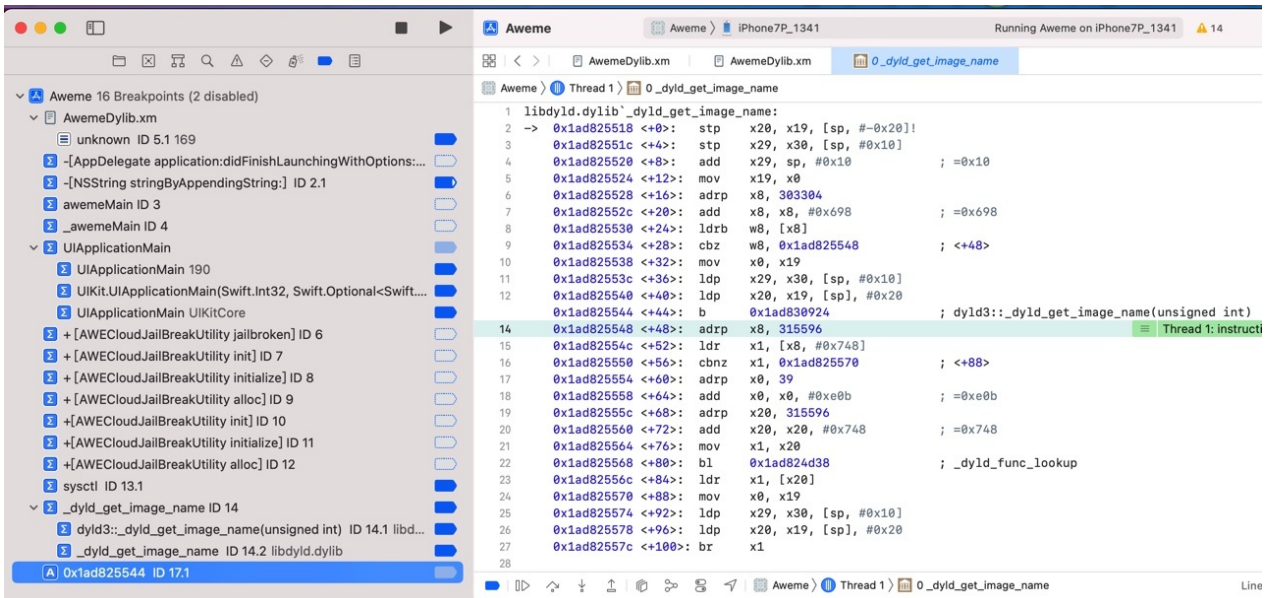 Aweme
Aweme 〉 iPhone7P_1341
Running Aweme on iPhone7P_1341
14
AwemeDylib.xm
AwemeDylib.xm
0 _dyld_get_image_name
Aweme 〉 Thread 1 〉 0 _dyld_get_image_name
Aweme 16 Breakpoints (2 disabled)
AwemeDylib.xm
unknown ID 5.1 169
-[AppDelegate application:didFinishLaunchingWithOptions:...
-[NSString stringByAppendingString:] ID 2.1
awemeMain ID 3
_awemeMain ID 4
UIApplicationMain
UIApplicationMain 190
UIKit.UIApplicationMain(Swift.Int32, Swift.Optional<Swift....
UIApplicationMain UIKitCore
+ [AWECloudJailBreakUtility jailbroken] ID 6
+ [AWECloudJailBreakUtility init] ID 7
+ [AWECloudJailBreakUtility initialize] ID 8
+ [AWECloudJailBreakUtility alloc] ID 9
+[AWECloudJailBreakUtility init] ID 10
+[AWECloudJailBreakUtility initialize] ID 11
+[AWECloudJailBreakUtility alloc] ID 12
sysctl ID 13.1
_dyld_get_image_name ID 14
dyld3::_dyld_get_image_name(unsigned int) ID 14.1 libd...
_dyld_get_image_name ID 14.2 libdyld.dylib
0x1ad825544 ID 17.1
1 libdyld.dylib`_dyld_get_image_name:
2 -> 0x1ad825518 <+0>: stp x20, x19, [sp, #-0x20]!
3 0x1ad82551c <+4>: stp x29, x30, [sp, #0x10]
4 0x1ad825520 <+8>: add x29, sp, #0x10 ; =0x10
5 0x1ad825524 <+12>: mov x19, x0
6 0x1ad825528 <+16>: adrp x8, 303304
7 0x1ad82552c <+20>: add x8, x8, #0x698 ; =0x698
8 0x1ad825530 <+24>: ldrb w8, [x8]
9 0x1ad825534 <+28>: cbz w8, 0x1ad825548 ; <+48>
10 0x1ad825538 <+32>: mov x0, x19
11 0x1ad82553c <+36>: ldp x29, x30, [sp, #0x10]
12 0x1ad825540 <+40>: ldp x20, x19, [sp], #0x20
0x1ad825544 <+44>: b 0x1ad830924 ; dyld3::_dyld_get_image_name(unsigned int)
14 0x1ad825548 <+48>: adrp x8, 315596 Thread 1: instructi
15 0x1ad82554c <+52>: ldr x1, [x8, #0x748]
16 0x1ad825550 <+56>: cbnz x1, 0x1ad825570 ; <+88>
17 0x1ad825554 <+60>: adrp x0, 39
18 0x1ad825558 <+64>: add x0, x0, #0xe0b ; =0xe0b
19 0x1ad82555c <+68>: adrp x20, 315596
20 0x1ad825560 <+72>: add x20, x20, #0x748 ; =0x748
21 0x1ad825564 <+76>: mov x1, x20
22 0x1ad825568 <+80>: bl 0x1ad824d38 ; _dyld_func_lookup
23 0x1ad82556c <+84>: ldr x1, [x20]
24 0x1ad825570 <+88>: mov x0, x19
25 0x1ad825574 <+92>: ldp x29, x30, [sp, #0x10]
26 0x1ad825578 <+96>: ldp x20, x19, [sp], #0x20
27 0x1ad82557c <+100>: br x1
28
Aweme 〉 Thread 1 〉 0 _dyld_get_image_name
Line